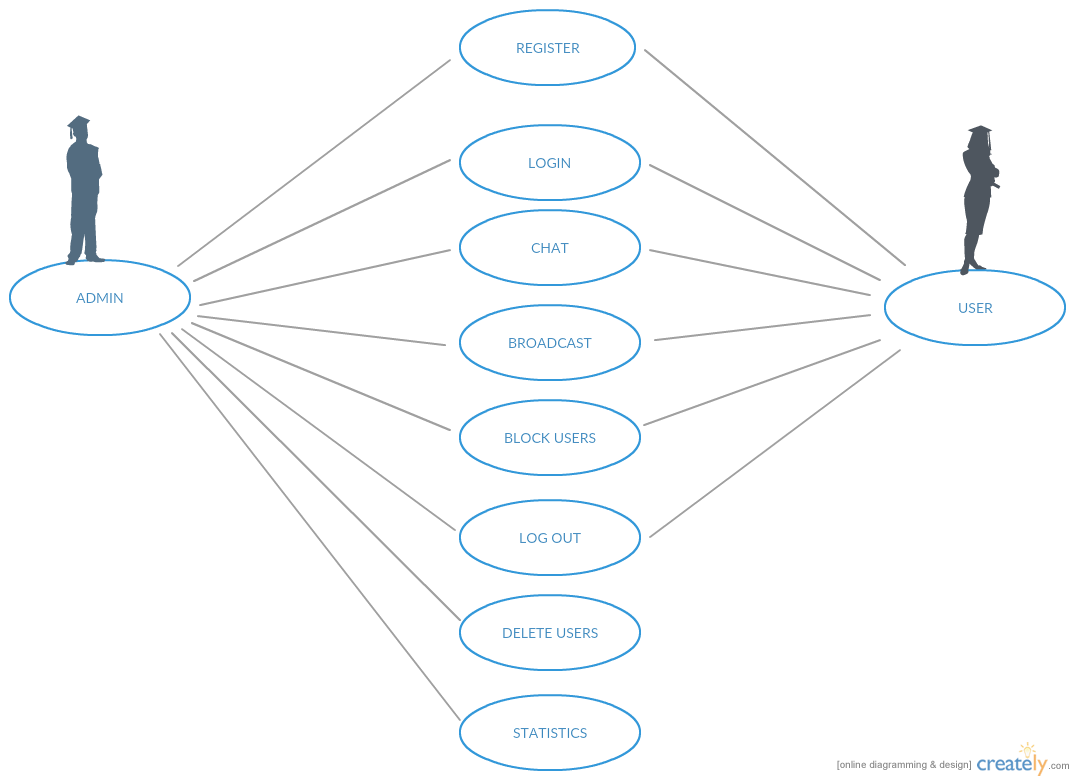 REGISTER
LOGIN
CHAT
ADMIN
USER
BROADCAST
BLOCK USERS
LOG OUT
DELETE USERS
STATISTICS
[online diagramming & design] creately.com